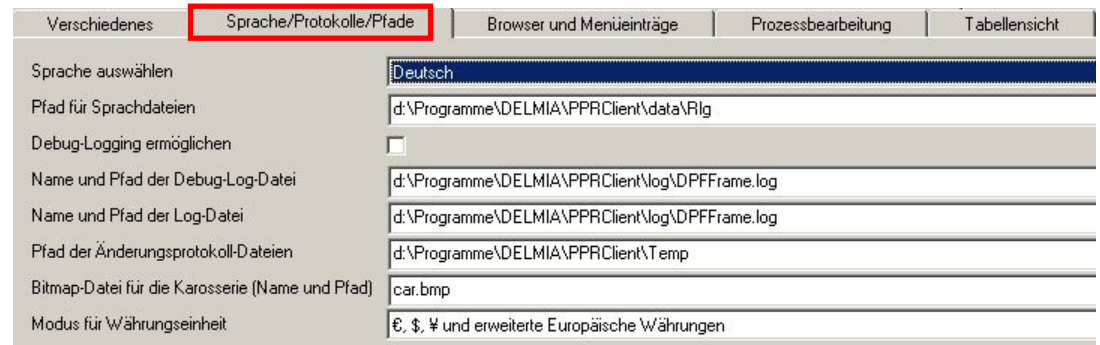 Verschiedenes Sprache/Protokolle/Pfade Browser und Menüeinträge Prozessbearbeitung Tabellensicht
Sprache auswählen Deutsch
Pfad für Sprachdateien d:\Programme\DELMIA\PPRClient\data\Rlg
Debug-Logging ermöglichen
Name und Pfad der Debug-Log-Datei d:\Programme\DELMIA\PPRClient\log\DPFFrame.log
Name und Pfad der Log-Datei d:\Programme\DELMIA\PPRClient\log\DPFFrame.log
Pfad der Änderungsprotokoll-Dateien d:\Programme\DELMIA\PPRClient\Temp
Bitmap-Datei für die Karosserie (Name und Pfad) car.bmp
Modus für Währungseinheit €, $, ¥ und erweiterte Europäische Währungen